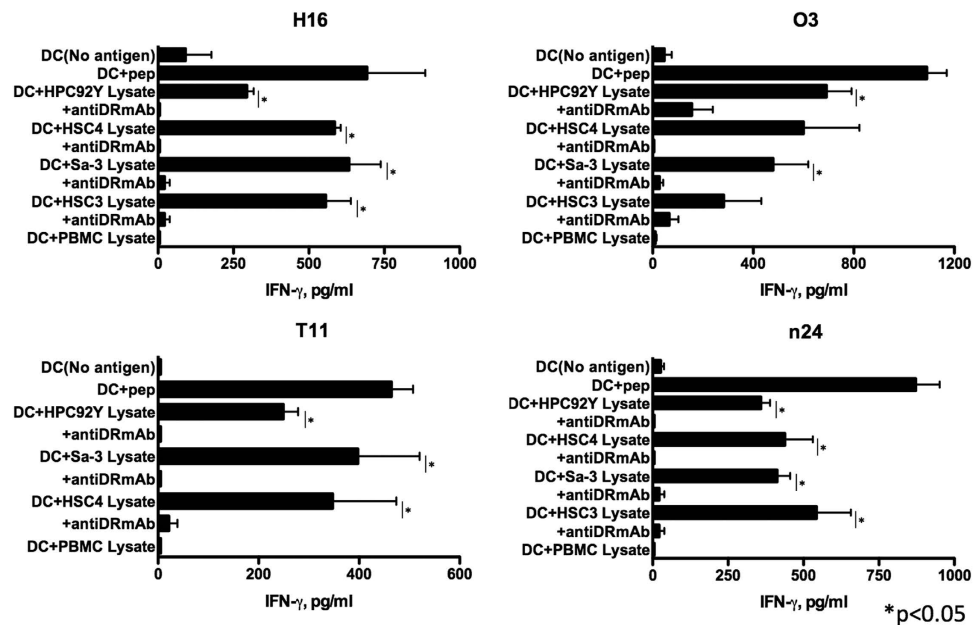 H16
DC(No antigen)
DC+pep
DC+HPC92Y Lysate
*
+antiDRmAb
DC+HSC4 Lysate
*
+antiDRmAb
DC+Sa-3 Lysate
*
+antiDRmAb
DC+HSC3 Lysate
*
+antiDRmAb
DC+PBMC Lysate
0 250 500 750 1000
IFN-γ, pg/ml
O3
DC(No antigen)
DC+pep
DC+HPC92Y Lysate
*
+antiDRmAb
DC+HSC4 Lysate
+antiDRmAb
DC+Sa-3 Lysate
*
+antiDRmAb
DC+HSC3 Lysate
+antiDRmAb
DC+PBMC Lysate
0 400 800 1200
IFN-γ, pg/ml
T11
DC(No antigen)
DC+pep
DC+HPC92Y Lysate
*
+antiDRmAb
DC+Sa-3 Lysate
*
+antiDRmAb
DC+HSC4 Lysate
*
+antiDRmAb
DC+PBMC Lysate
0 200 400 600
IFN-γ, pg/ml
n24
DC(No antigen)
DC+pep
DC+HPC92Y Lysate
*
+antiDRmAb
DC+HSC4 Lysate
*
+antiDRmAb
DC+Sa-3 Lysate
*
+antiDRmAb
DC+HSC3 Lysate
*
+antiDRmAb
DC+PBMC Lysate
0 250 500 750 1000
IFN-γ, pg/ml
*p<0.05